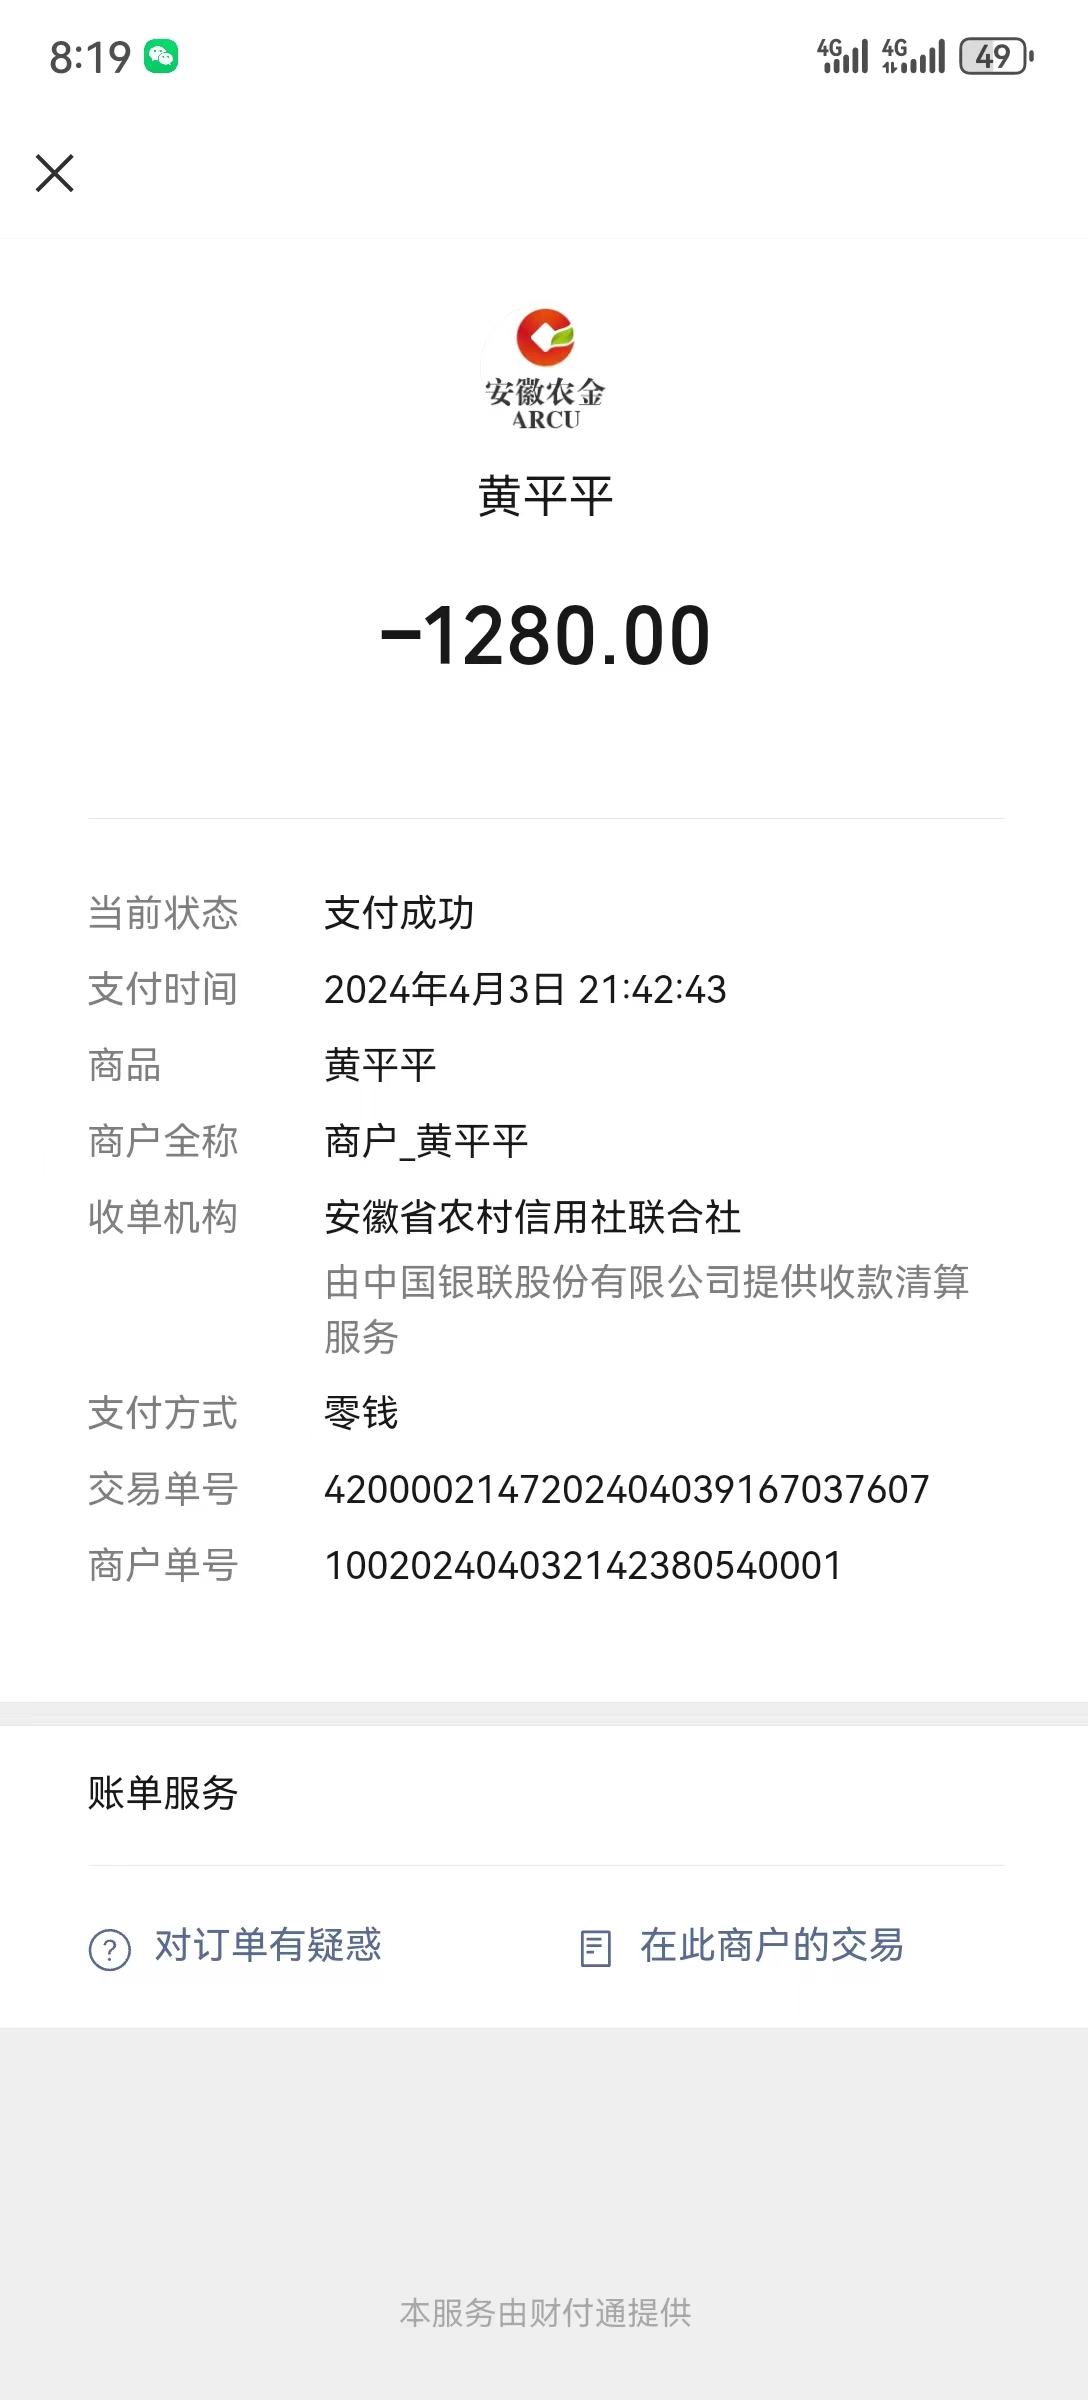 8:19
4G 4G 49
安徽农金
ARCU
黄平平
-1280.00
当前状态 支付成功
支付时间 2024年4月3日 21:42:43
商品 黄平平
商户全称 商户_黄平平
收单机构 安徽省农村信用社联合社
由中国银联股份有限公司提供收款清算
服务
支付方式 零钱
交易单号 4200002147202404039167037607
商户单号 100202404032142380540001
账单服务
对订单有疑惑 在此商户的交易
本服务由财付通提供